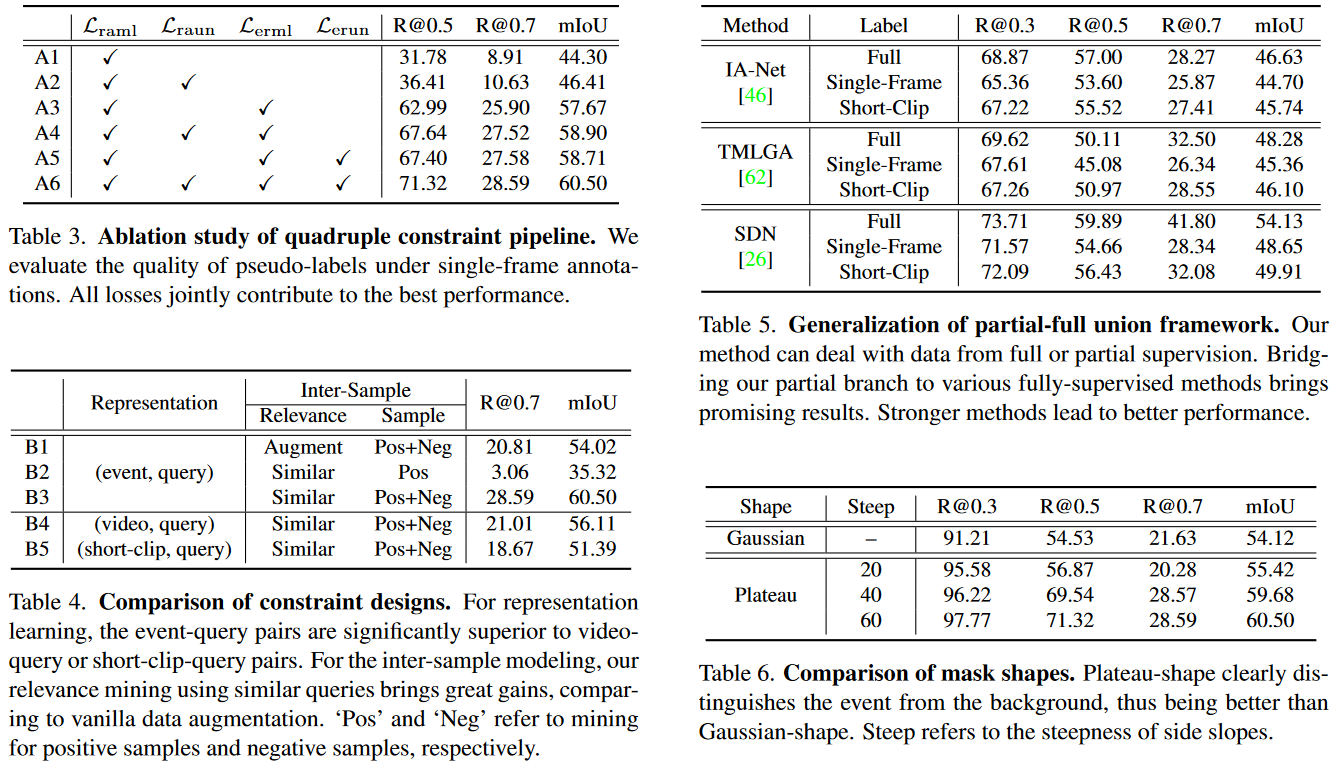 L_raml L_raun L_erml L_erun R@0.5 R@0.7 mIoU
A1 ✓ 31.78 8.91 44.30
A2 ✓ ✓ 36.41 10.63 46.41
A3 ✓ ✓ 62.99 25.90 57.67
A4 ✓ ✓ ✓ 67.64 27.52 58.90
A5 ✓ ✓ ✓ 67.40 27.58 58.71
A6 ✓ ✓ ✓ ✓ 71.32 28.59 60.50
Table 3. Ablation study of quadruple constraint pipeline. We
evaluate the quality of pseudo-labels under single-frame annota-
tions. All losses jointly contribute to the best performance.
Representation Inter-Sample R@0.7 mIoU
Relevance Sample
B1 Augment Pos+Neg 20.81 54.02
B2 (event, query) Similar Pos 3.06 35.32
B3 Similar Pos+Neg 28.59 60.50
B4 (video, query) Similar Pos+Neg 21.01 56.11
B5 (short-clip, query) Similar Pos+Neg 18.67 51.39
Table 4. Comparison of constraint designs. For representation
learning, the event-query pairs are significantly superior to video-
query or short-clip-query pairs. For the inter-sample modeling, our
relevance mining using similar queries brings great gains, compar-
ing to vanilla data augmentation. ‘Pos’ and ‘Neg’ refer to mining
for positive samples and negative samples, respectively.
Method Label R@0.3 R@0.5 R@0.7 mIoU
IA-Net [46] Full 68.87 57.00 28.27 46.63
Single-Frame 65.36 53.60 25.87 44.70
Short-Clip 67.22 55.52 27.41 45.74
TMLGA [62] Full 69.62 50.11 32.50 48.28
Single-Frame 67.61 45.08 26.34 45.36
Short-Clip 67.26 50.97 28.55 46.10
SDN [26] Full 73.71 59.89 41.80 54.13
Single-Frame 71.57 54.66 28.34 48.65
Short-Clip 72.09 56.43 32.08 49.91
Table 5. Generalization of partial-full union framework. Our
method can deal with data from full or partial supervision. Bridg-
ing our partial branch to various fully-supervised methods brings
promising results. Stronger methods lead to better performance.
Shape Steep R@0.3 R@0.5 R@0.7 mIoU
Gaussian – 91.21 54.53 21.63 54.12
20 95.58 56.87 20.28 55.42
Plateau 40 96.22 69.54 28.57 59.68
60 97.77 71.32 28.59 60.50
Table 6. Comparison of mask shapes. Plateau-shape clearly dis-
tinguishes the event from the background, thus being better than
Gaussian-shape. Steep refers to the steepness of side slopes.